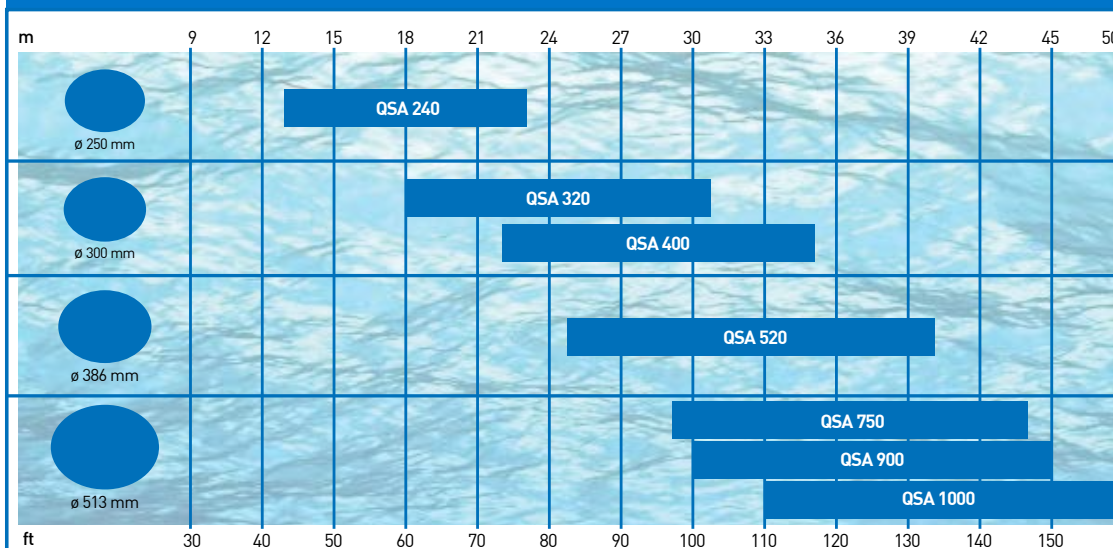 m 9 12 15 18 21 24 27 30 33 36 39 42 45 50
QSA 240
ø 250 mm
QSA 320
ø 300 mm
QSA 400
QSA 520
ø 386 mm
QSA 750
QSA 900
ø 513 mm
QSA 1000
ft 30 40 50 60 70 80 90 100 110 120 130 140 150